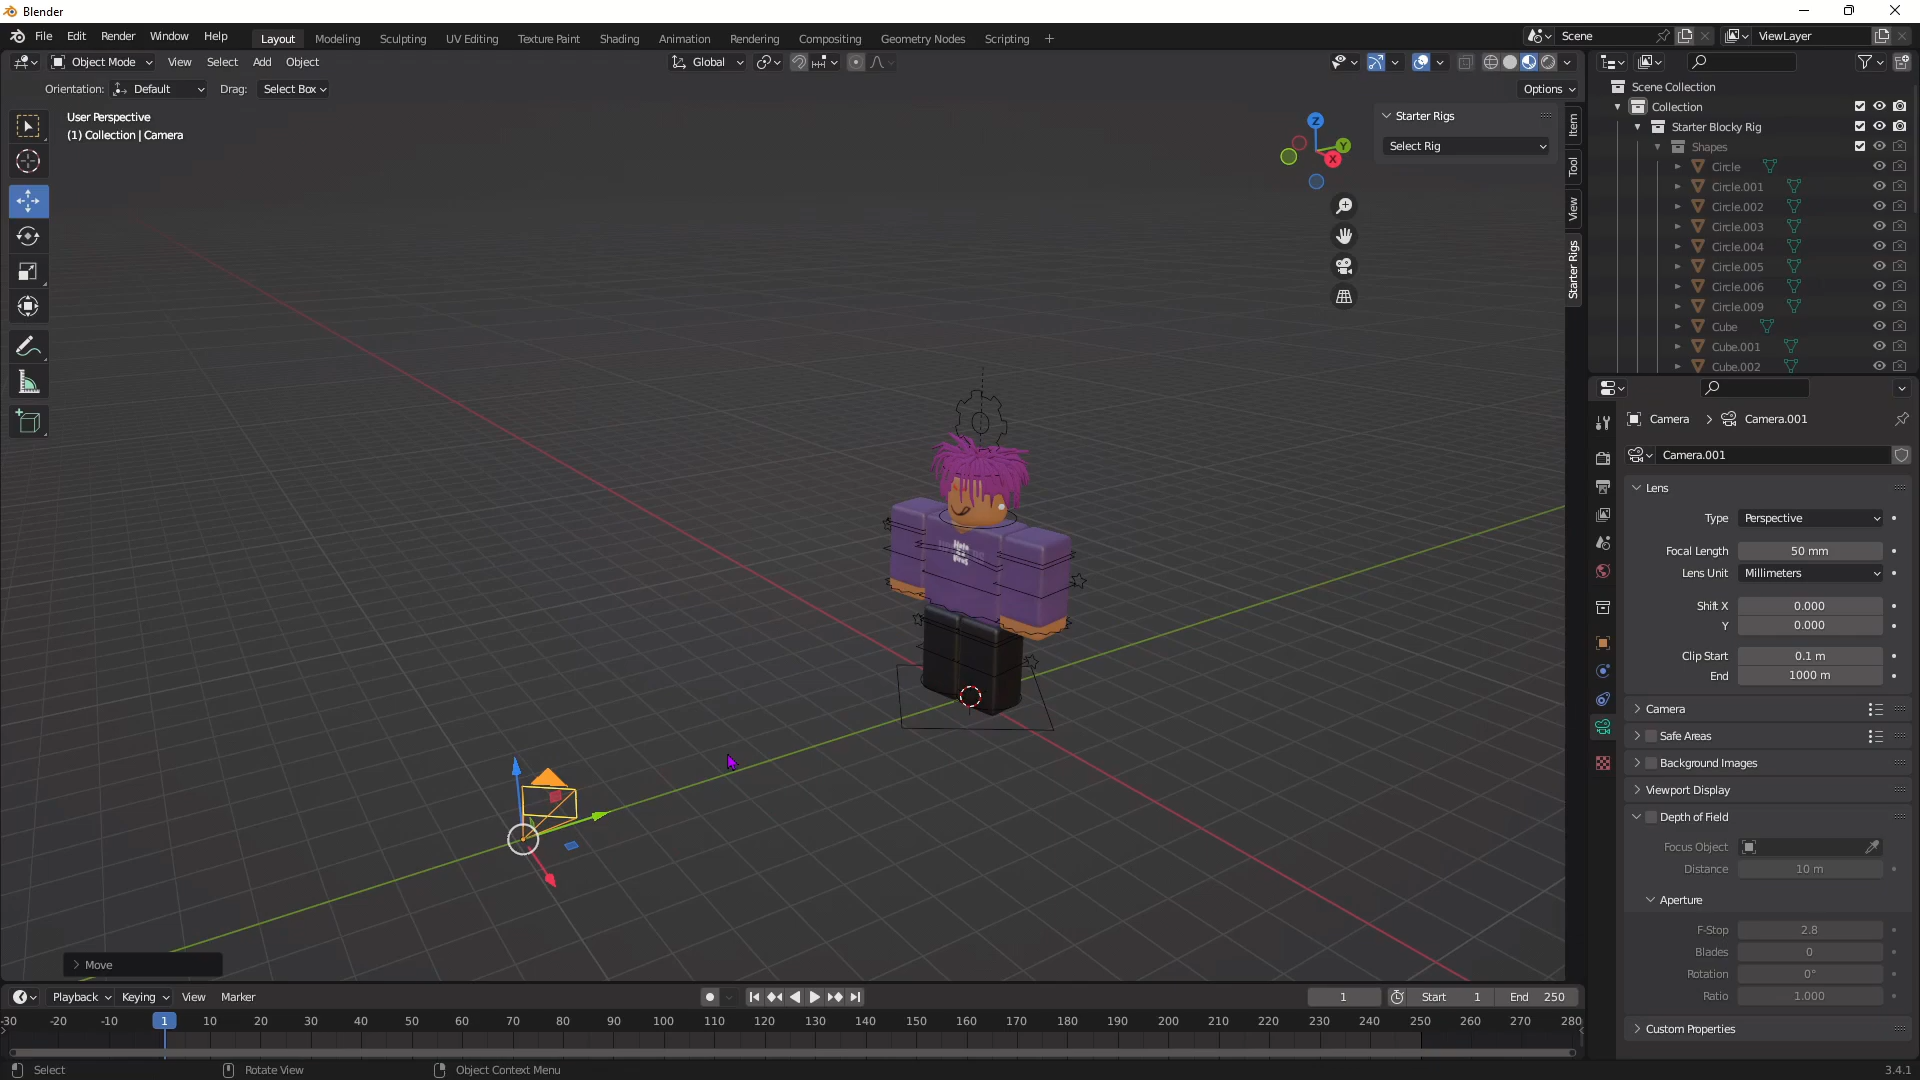 Blender
File Edit Render Window Help Layout Modeling Sculpting UV Editing Texture Paint Shading Animation Rendering Compositing Geometry Nodes Scripting + Scene ViewLayer
Object Mode View Select Add Object Global
Orientation: Default Drag: Select Box Options
User Perspective
(1) Collection | Camera
Z
Y
X
Starter Rigs
Select Rig
Item
Tool
View
Starter Rigs
Scene Collection
Collection
Starter Blocky Rig
Shapes
Circle
Circle.001
Circle.002
Circle.003
Circle.004
Circle.005
Circle.006
Circle.009
Cube
Cube.001
Cube.002
Camera > Camera.001
Camera.001
Lens
Type Perspective
Focal Length 50 mm
Lens Unit Millimeters
Shift X 0.000
Y 0.000
Clip Start 0.1 m
End 1000 m
Camera
Safe Areas
Background Images
Viewport Display
Depth of Field
Focus Object
Distance 10 m
Aperture
F-Stop 2.8
Blades 0
Rotation 0°
Ratio 1.000
Custom Properties
Move
Playback Keying View Marker 1 Start 1 End 250
-30 -20 -10 1 10 20 30 40 50 60 70 80 90 100 110 120 130 140 150 160 170 180 190 200 210 220 230 240 250 260 270 280
Select Rotate View Object Context Menu 3.4.1